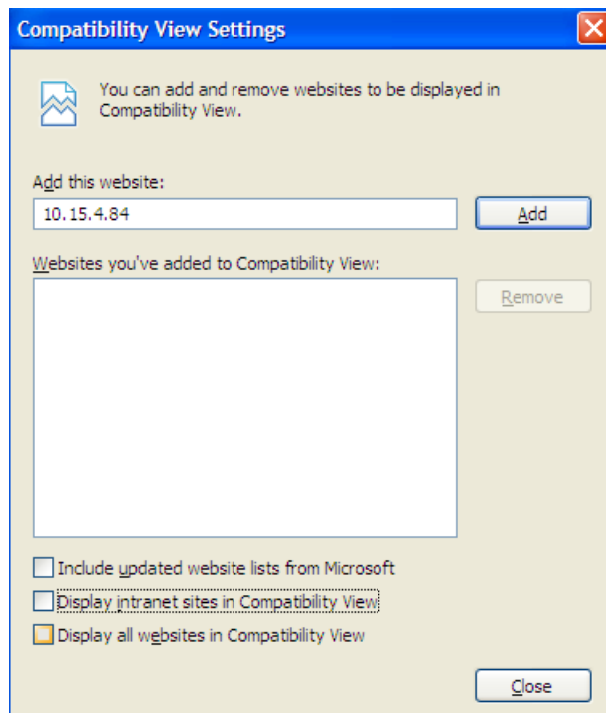 Compatibility View Settings
You can add and remove websites to be displayed in
Compatibility View.
Add this website:
10.15.4.84
Add
Websites you've added to Compatibility View:
Remove
Include updated website lists from Microsoft
Display intranet sites in Compatibility View
Display all websites in Compatibility View
Close